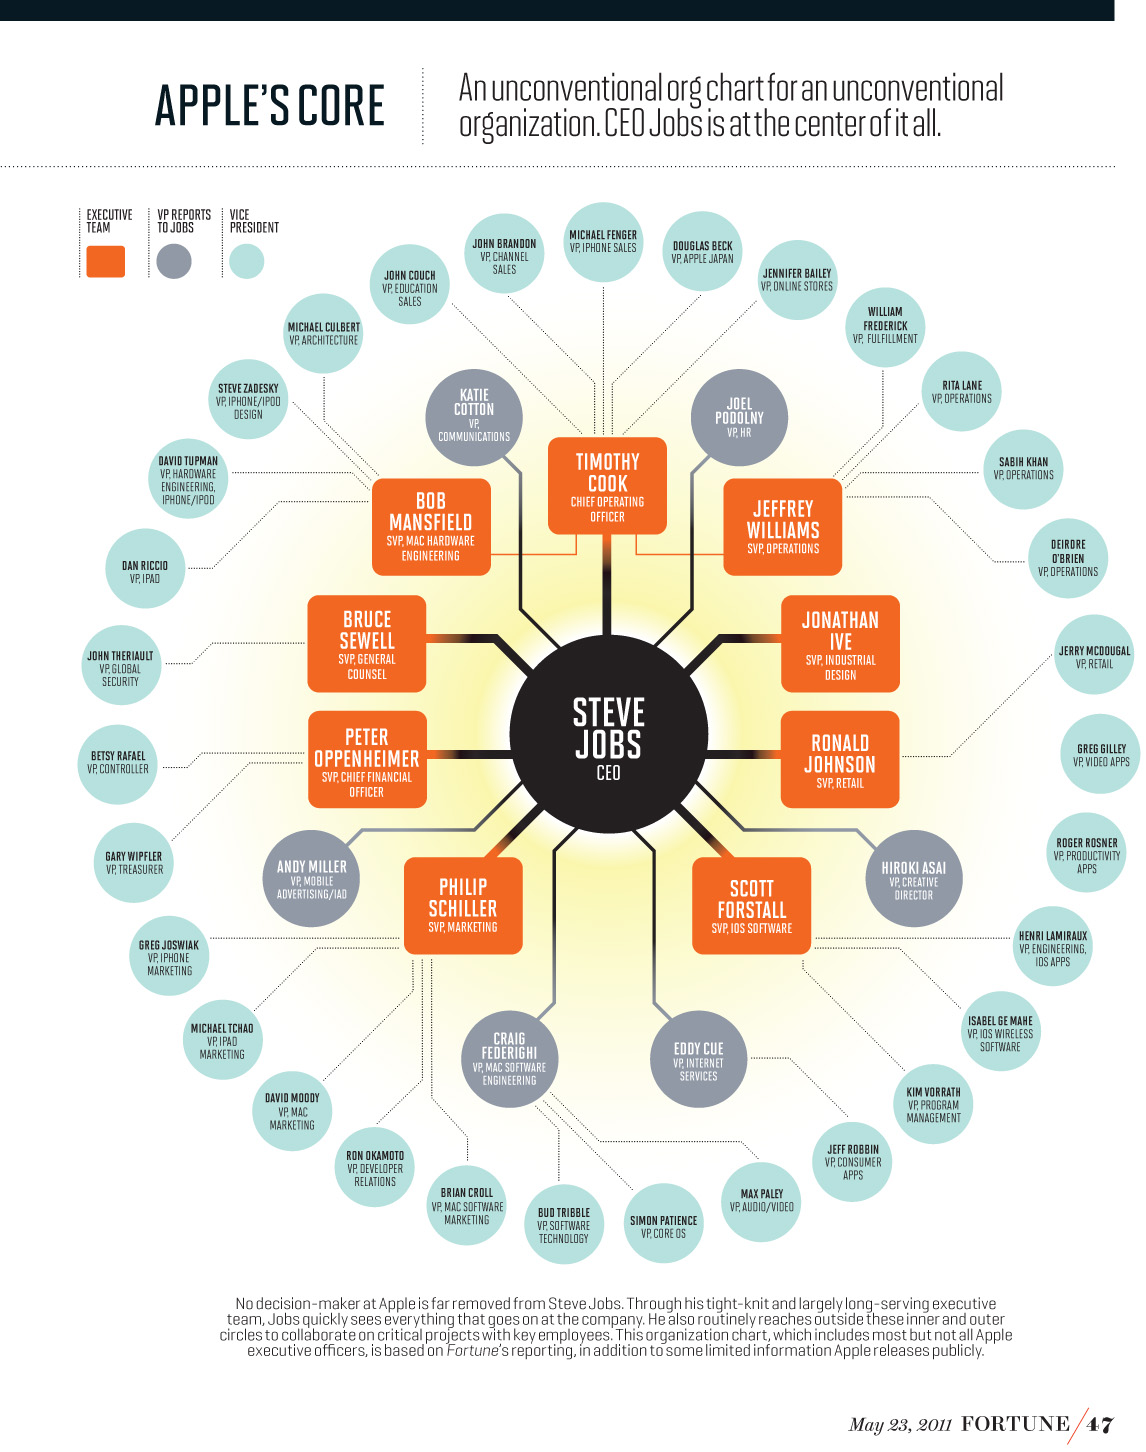 APPLE'S CORE
An unconventional org chart for an unconventional
organization. CEO Jobs is at the center of it all.
EXECUTIVE
TEAM
VP REPORTS
TO JOBS
VICE
PRESIDENT
JOHN COUCH
VP, EDUCATION
SALES
JOHN BRANDON
VP, CHANNEL
SALES
MICHAEL FENGER
VP, IPHONE SALES
DOUGLAS BECK
VP, APPLE JAPAN
JENNIFER BAILEY
VP, ONLINE STORES
WILLIAM
FREDERICK
VP, FULFILLMENT
MICHAEL CULBERT
VP, ARCHITECTURE
STEVE ZADESKY
VP, IPHONE/IPOD
DESIGN
KATIE
COTTON
VP,
COMMUNICATIONS
JOEL
PODOLNY
VP, HR
RITA LANE
VP, OPERATIONS
DAVID TUPMAN
VP, HARDWARE
ENGINEERING,
IPHONE/IPOD
BOB
MANSFIELD
SVP, MAC HARDWARE
ENGINEERING
TIMOTHY
COOK
CHIEF OPERATING
OFFICER
JEFFREY
WILLIAMS
SVP, OPERATIONS
SABIH KHAN
VP, OPERATIONS
DAN RICCIO
VP, IPAD
DEIRDRE
O'BRIEN
VP, OPERATIONS
JOHN THERIAULT
VP, GLOBAL
SECURITY
BRUCE
SEWELL
SVP, GENERAL
COUNSEL
JONATHAN
IVE
SVP, INDUSTRIAL
DESIGN
JERRY MCDOUGAL
VP, RETAIL
BETSY RAFAEL
VP, CONTROLLER
PETER
OPPENHEIMER
SVP, CHIEF FINANCIAL
OFFICER
STEVE
JOBS
CEO
RONALD
JOHNSON
SVP, RETAIL
GREG GILLEY
VP, VIDEO APPS
GARY WIPFLER
VP, TREASURER
ANDY MILLER
VP, MOBILE
ADVERTISING/IAD
PHILIP
SCHILLER
SVP, MARKETING
SCOTT
FORSTALL
SVP, IOS SOFTWARE
HIROKI ASAI
VP, CREATIVE
DIRECTOR
ROGER ROSNER
VP, PRODUCTIVITY
APPS
GREG JOSWIAK
VP, IPHONE
MARKETING
HENRI LAMIRAUX
VP, ENGINEERING,
IOS APPS
MICHAEL TCHAO
VP, IPAD
MARKETING
CRAIG
FEDERIGHI
VP, MAC SOFTWARE
ENGINEERING
EDDY CUE
VP, INTERNET
SERVICES
ISABEL GE MAHE
VP, IOS WIRELESS
SOFTWARE
DAVID MOODY
VP, MAC
MARKETING
KIM VORRATH
VP, PROGRAM
MANAGEMENT
RON OKAMOTO
VP, DEVELOPER
RELATIONS
JEFF ROBBIN
VP, CONSUMER
APPS
BRIAN CROLL
VP, MAC SOFTWARE
MARKETING
BUD TRIBBLE
VP, SOFTWARE
TECHNOLOGY
SIMON PATIENCE
VP, CORE OS
MAX PALEY
VP, AUDIO/VIDEO
No decision-maker at Apple is far removed from Steve Jobs. Through his tight-knit and largely long-serving executive
team, Jobs quickly sees everything that goes on at the company. He also routinely reaches outside these inner and outer
circles to collaborate on critical projects with key employees. This organization chart, which includes most but not all Apple
executive officers, is based on Fortune's reporting, in addition to some limited information Apple releases publicly.
May 23, 2011 FORTUNE / 47